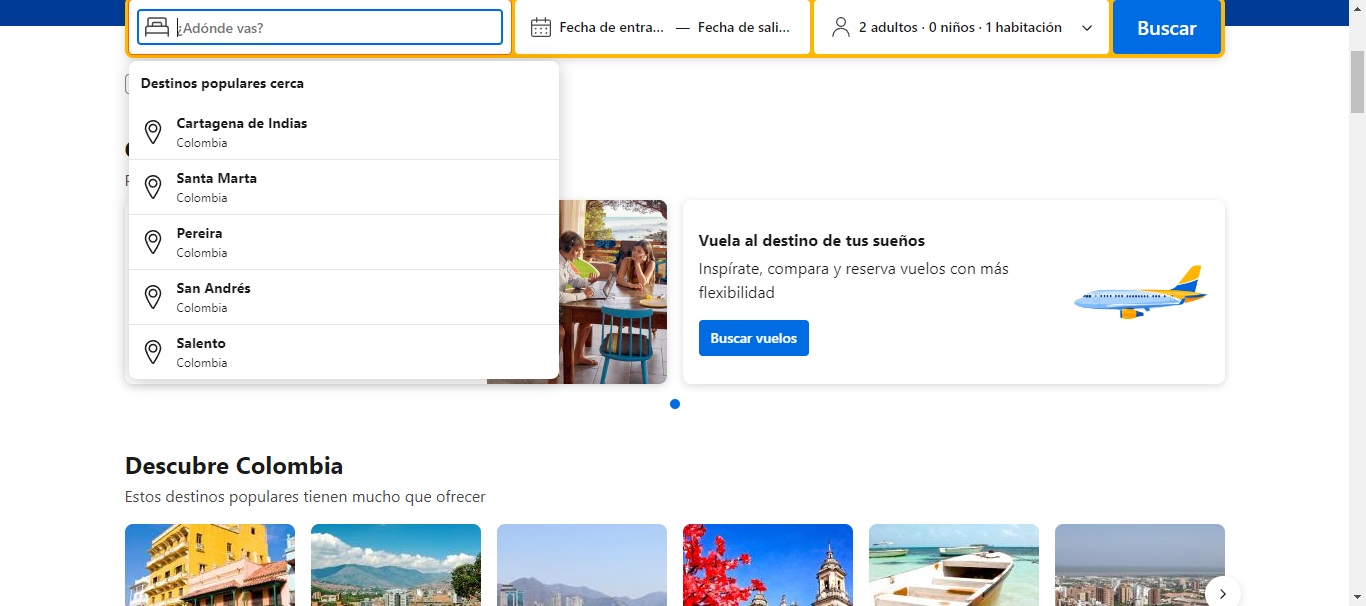 ¿Adónde vas?
Fecha de entra... — Fecha de sali...
2 adultos · 0 niños · 1 habitación
Buscar
Destinos populares cerca
Cartagena de Indias
Colombia
Santa Marta
Colombia
Pereira
Colombia
San Andrés
Colombia
Salento
Colombia
Vuela al destino de tus sueños
Inspírate, compara y reserva vuelos con más
flexibilidad
Buscar vuelos
Descubre Colombia
Estos destinos populares tienen mucho que ofrecer